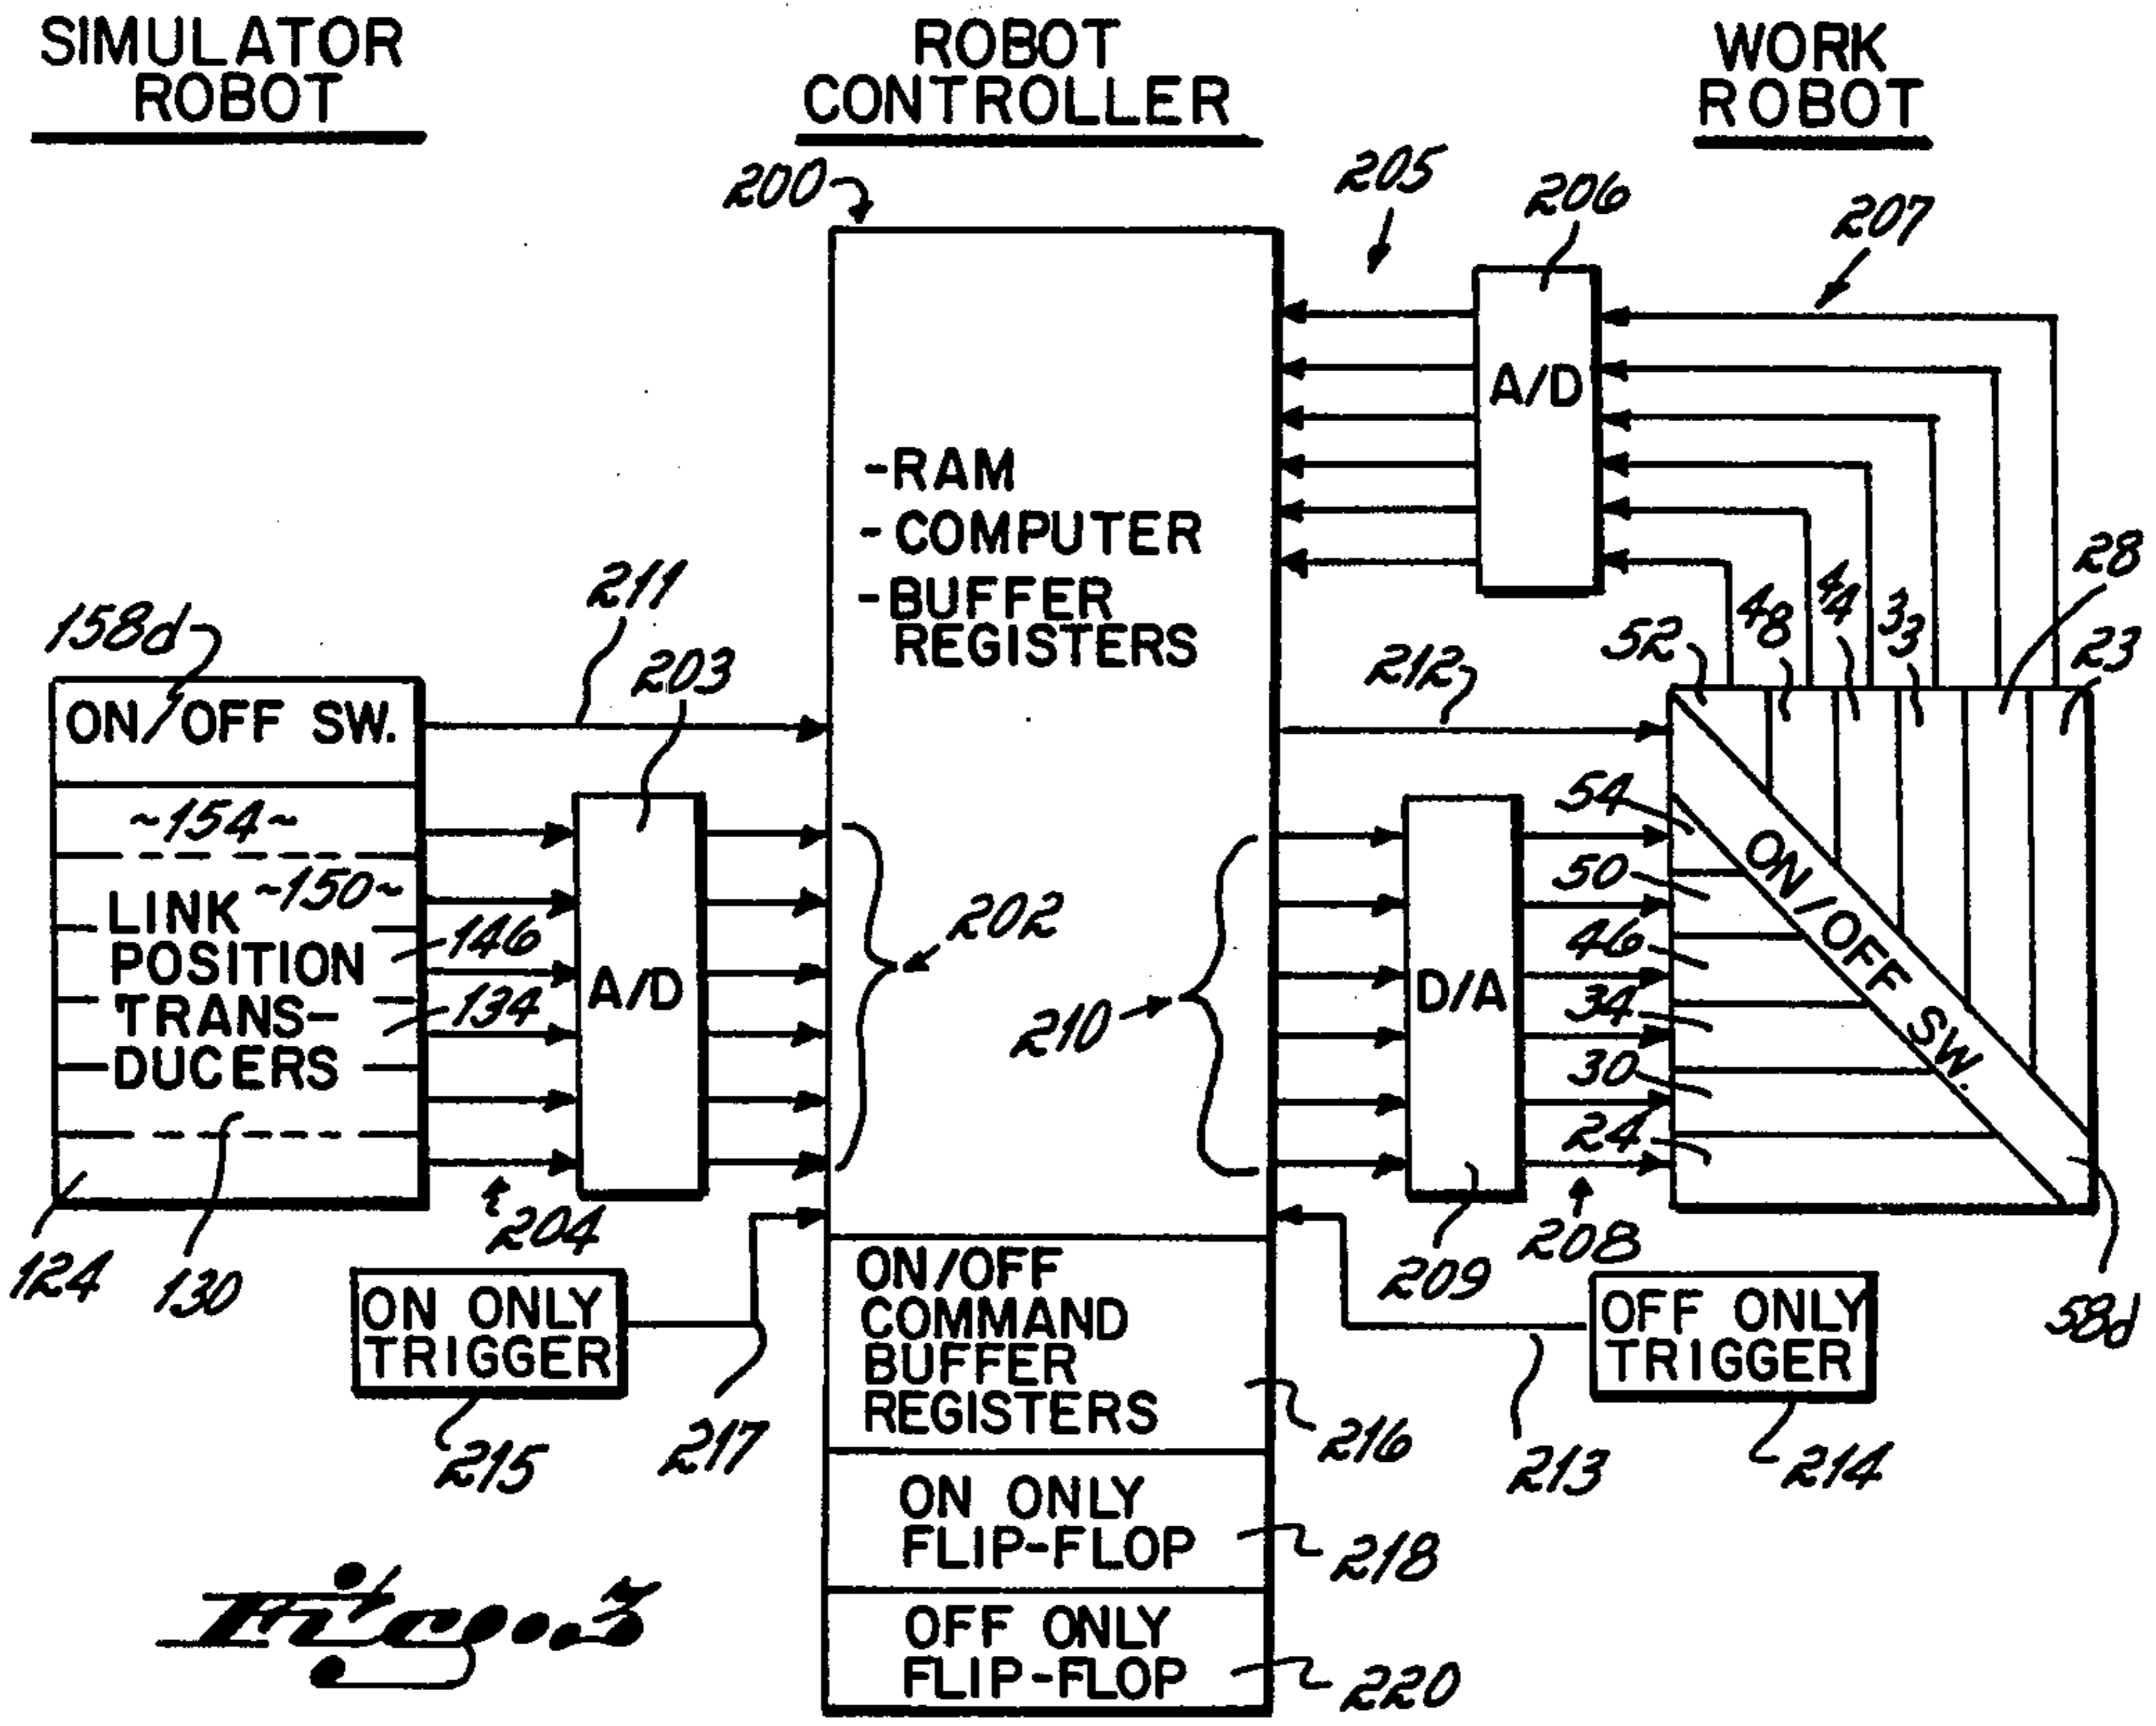 SIMULATOR
ROBOT
ROBOT
CONTROLLER
WORK
ROBOT
200
205
206
207
A/D
-RAM
-COMPUTER
-BUFFER
REGISTERS
211
203
158d
ON/OFF SW.
~154~
LINK ~150~
POSITION
TRANS-
DUCERS
146
134
A/D
202
204
124
130
210
212
D/A
209
208
52
48
44
33
28
23
54
50
46
34
30
24
ON/OFF SW.
58d
ON ONLY
TRIGGER
215
217
ON/OFF
COMMAND
BUFFER
REGISTERS
216
ON ONLY
FLIP-FLOP
218
OFF ONLY
FLIP-FLOP
220
OFF ONLY
TRIGGER
213
214
Fig. 3